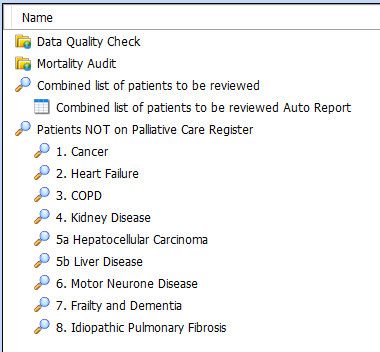 Name
Data Quality Check
Mortality Audit
Combined list of patients to be reviewed
Combined list of patients to be reviewed Auto Report
Patients NOT on Palliative Care Register
1. Cancer
2. Heart Failure
3. COPD
4. Kidney Disease
5a Hepatocellular Carcinoma
5b Liver Disease
6. Motor Neurone Disease
7. Frailty and Dementia
8. Idiopathic Pulmonary Fibrosis